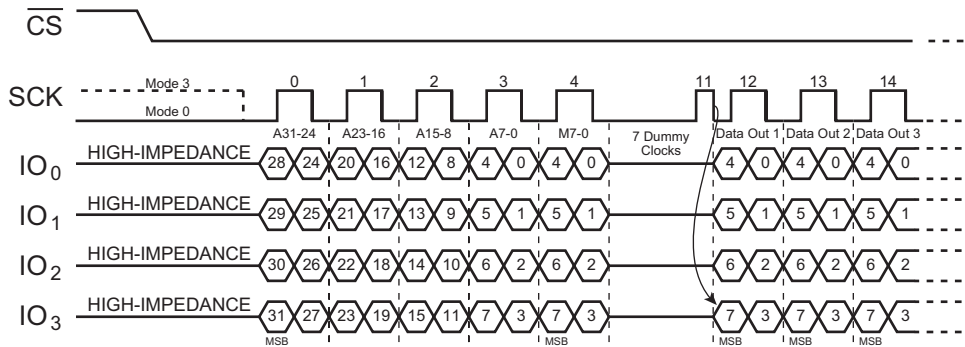 CS
0 1 2 3 4 11 12 13 14
SCK Mode 3
Mode 0
A31-24 A23-16 A15-8 A7-0 M7-0 7 Dummy Clocks Data Out 1 Data Out 2 Data Out 3
IO0 HIGH-IMPEDANCE 28 24 20 16 12 8 4 0 4 0 4 0 4 0 4 0
IO1 HIGH-IMPEDANCE 29 25 21 17 13 9 5 1 5 1 5 1 5 1 5 1
IO2 HIGH-IMPEDANCE 30 26 22 18 14 10 6 2 6 2 6 2 6 2 6 2
IO3 HIGH-IMPEDANCE 31 27 23 19 15 11 7 3 7 3 7 3 7 3 7 3
MSB MSB MSB MSB MSB